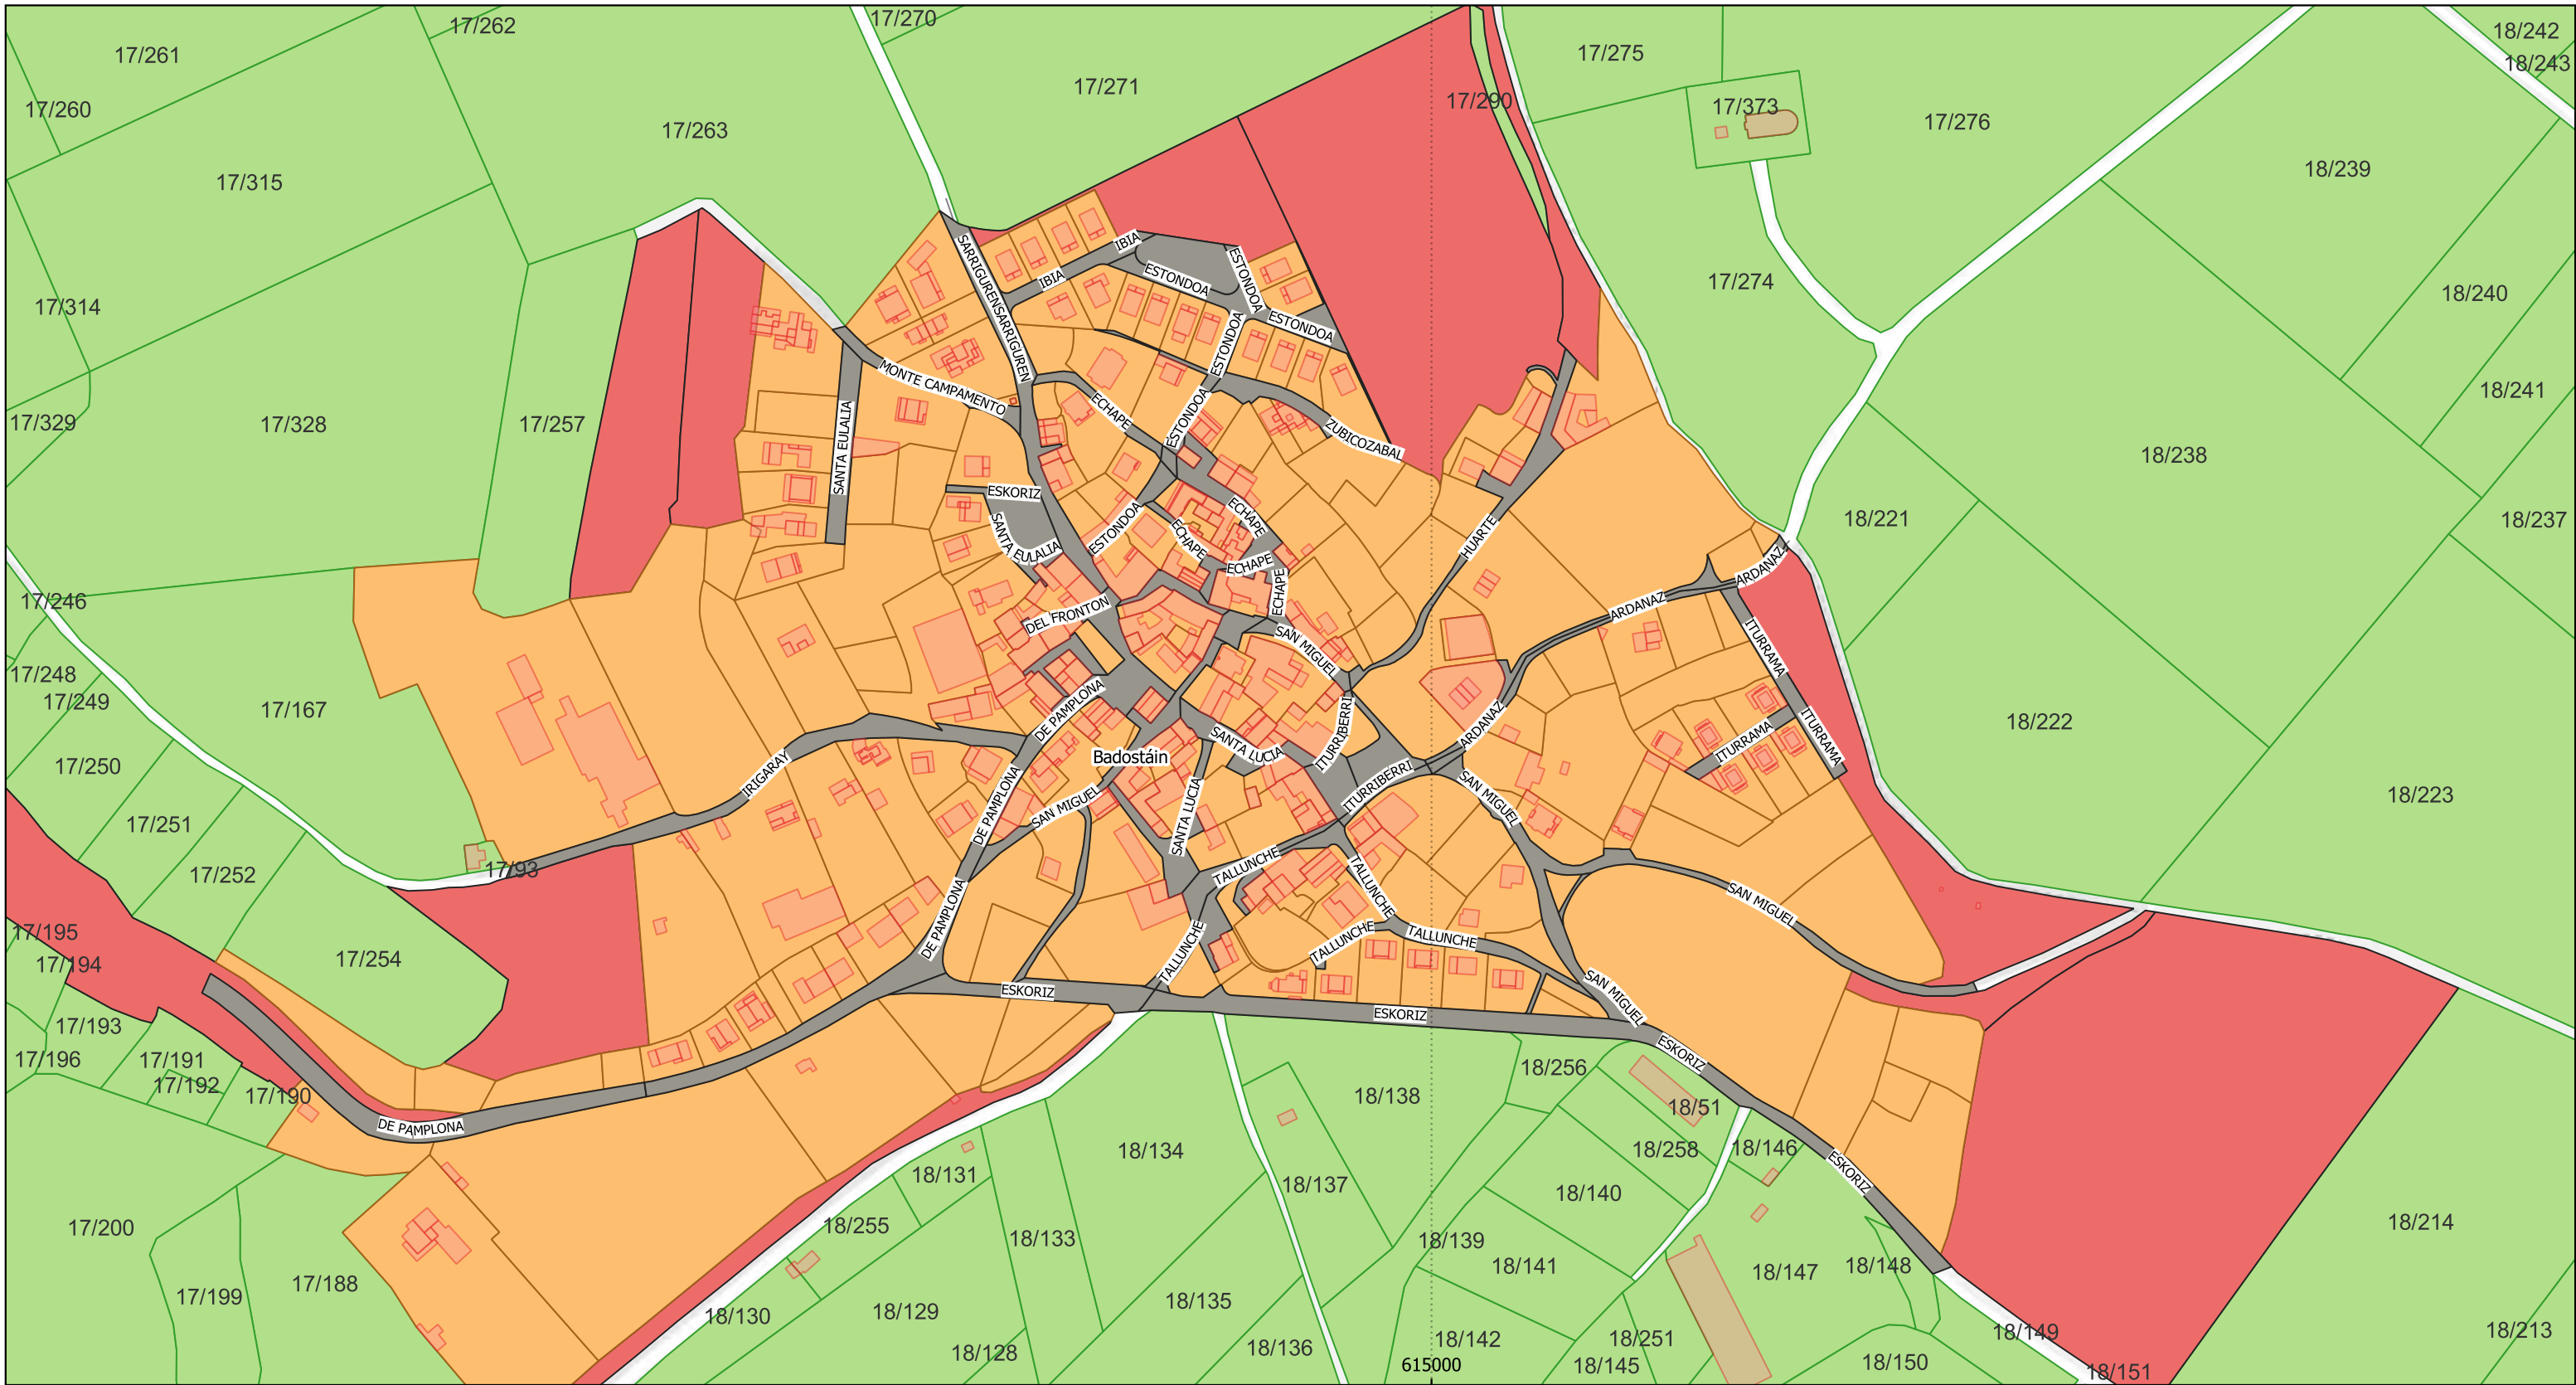 17/270
17/262
18/242
17/261
17/275
18/243
17/271
17/290
17/373
17/260
17/276
17/263
18/239
17/315
IBIA
SARRIGUREN
ESTONDOA
IBIA
ESTONDOA
17/274
18/240
17/314
SARRIGUREN
ESTONDOA
ESTONDOA
MONTE CAMPAMENTO
18/241
ECHAPE
ESTONDOA
17/329
17/328
17/257
ZUBICOZABAL
SANTA EULALIA
18/238
ESKORIZ
ECHAPE
18/221
18/237
ESTONDOA
SANTA EULALIA
ECHAPE
HUARTE
ECHAPE
ARDANAZ
ECHAPE
17/246
DEL FRONTON
ARDANAZ
SAN MIGUEL
ITURRAMA
17/248
17/249
DE PAMPLONA
17/167
ITURRIBERRI
ARDANAZ
18/222
ITURRAMA
ITURRAMA
SANTA LUCIA
Badostáin
17/250
IRIGARAY
ITURRIBERRI
SAN MIGUEL
18/223
DE PAMPLONA
SAN MIGUEL
SANTA LUCIA
17/251
TALLUNCHE
17/93
17/252
TALLUNCHE
SAN MIGUEL
DE PAMPLONA
17/195
TALLUNCHE
TALLUNCHE
TALLUNCHE
17/254
17/194
ESKORIZ
SAN MIGUEL
ESKORIZ
17/193
17/196
17/191
ESKORIZ
18/256
17/192
17/190
18/138
18/51
DE PAMPLONA
18/134
18/258
18/146
18/131
ESKORIZ
18/137
18/140
17/200
18/255
18/214
18/133
18/139
18/141
18/147
18/148
17/188
17/199
18/135
18/129
18/130
18/149
18/213
18/142
18/251
18/136
18/128
615000
18/145
18/150
18/151